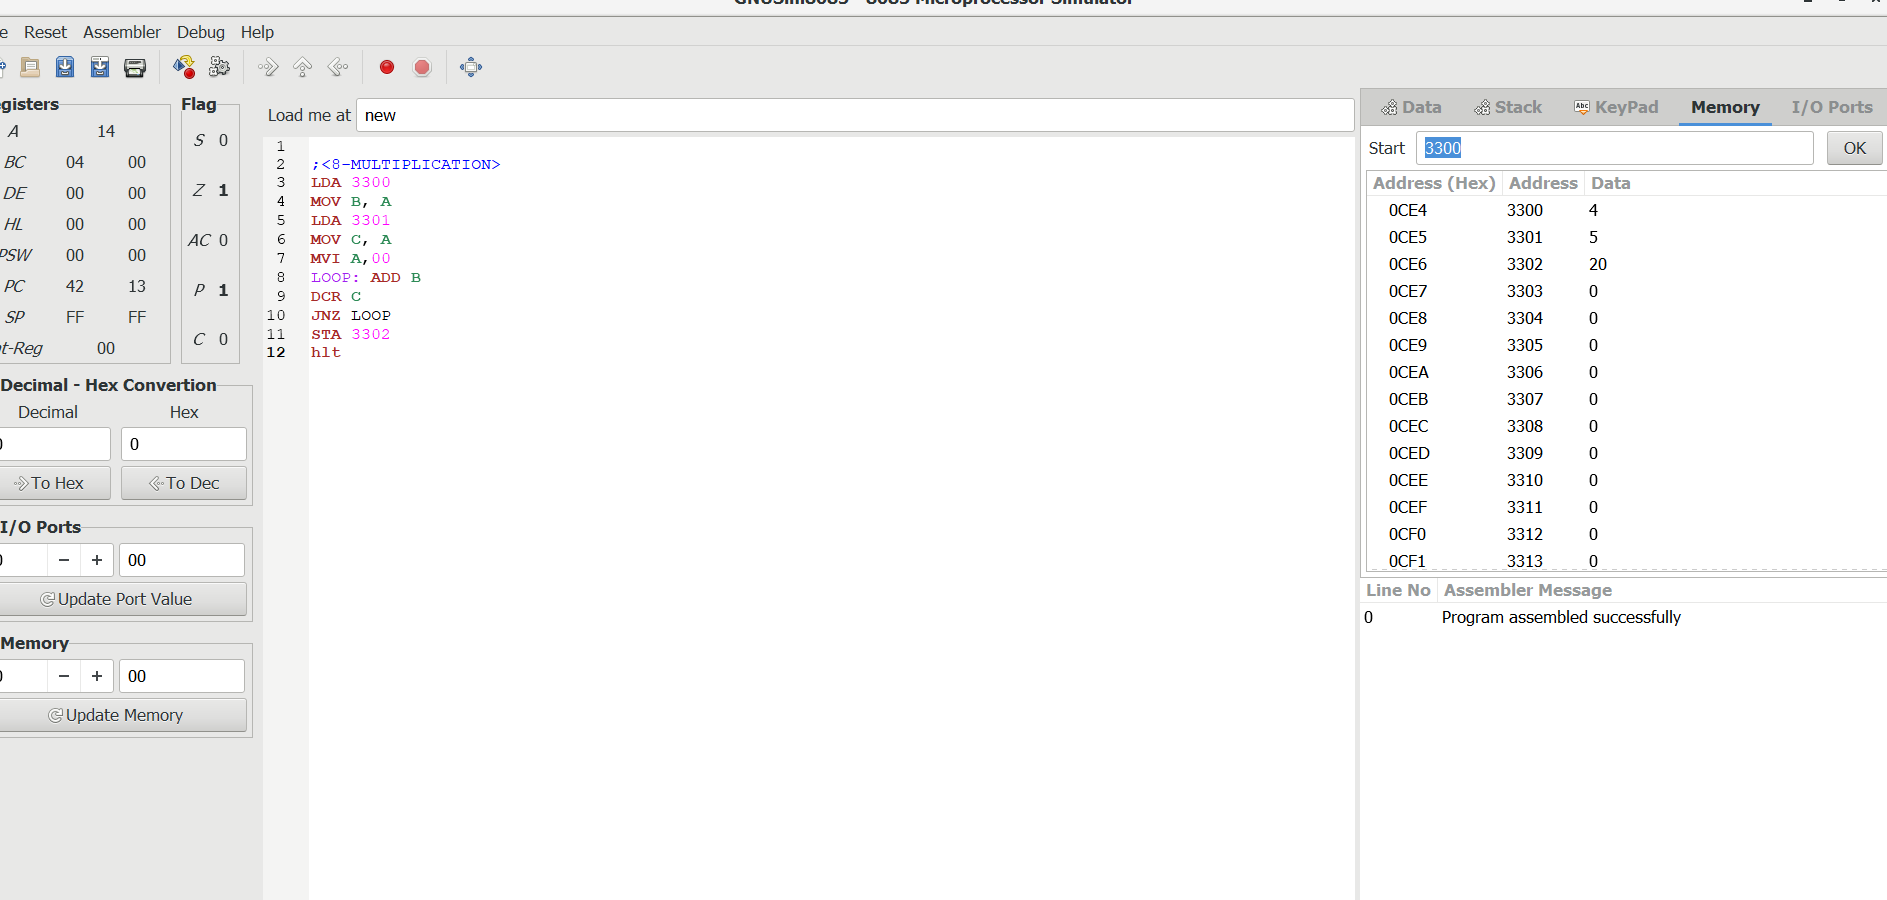 GNUSim8085 - 8085 Microprocessor Simulator
e Reset Assembler Debug Help
gisters
A 14
BC 04 00
DE 00 00
HL 00 00
PSW 00 00
PC 42 13
SP FF FF
t-Reg 00
Flag
S 0
Z 1
AC 0
P 1
C 0
Decimal - Hex Convertion
Decimal Hex
0 0
To Hex To Dec
I/O Ports
0 − + 00
Update Port Value
Memory
0 − + 00
Update Memory
Load me at new
1
2 ;<8-MULTIPLICATION>
3 LDA 3300
4 MOV B, A
5 LDA 3301
6 MOV C, A
7 MVI A,00
8 LOOP: ADD B
9 DCR C
10 JNZ LOOP
11 STA 3302
12 hlt
Data Stack Abc KeyPad Memory I/O Ports
Start 3300 OK
Address (Hex) Address Data
0CE4 3300 4
0CE5 3301 5
0CE6 3302 20
0CE7 3303 0
0CE8 3304 0
0CE9 3305 0
0CEA 3306 0
0CEB 3307 0
0CEC 3308 0
0CED 3309 0
0CEE 3310 0
0CEF 3311 0
0CF0 3312 0
0CF1 3313 0
Line No Assembler Message
0 Program assembled successfully